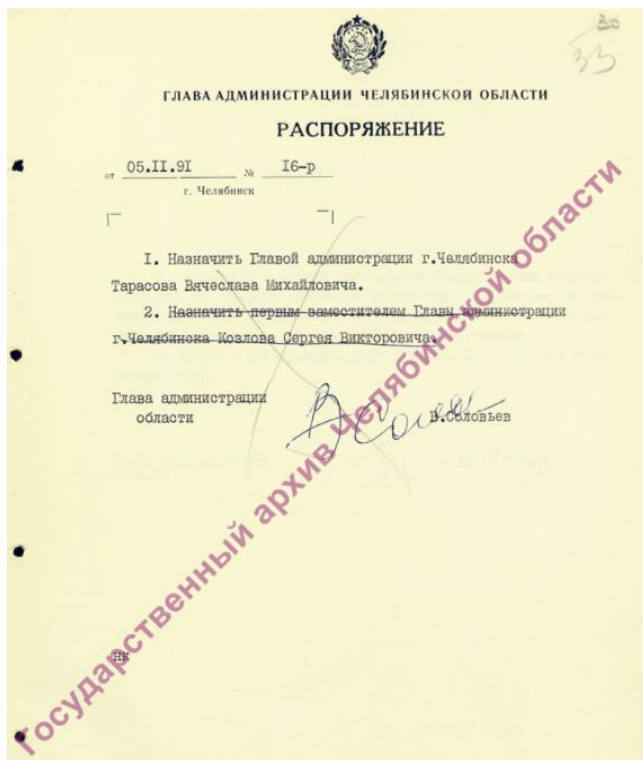 30
33
ГЛАВА АДМИНИСТРАЦИИ ЧЕЛЯБИНСКОЙ ОБЛАСТИ
РАСПОРЯЖЕНИЕ
от 05.II.9I № I6-р
г. Челябинск
I. Назначить Главой администрации г.Челябинска
Тарасова Вячеслава Михайловича.
2. Назначить первым заместителем Главы администрации
г.Челябинска Козлова Сергея Викторовича.
Глава администрации
области В.Соловьев
нк
Государственный архив Челябинской области